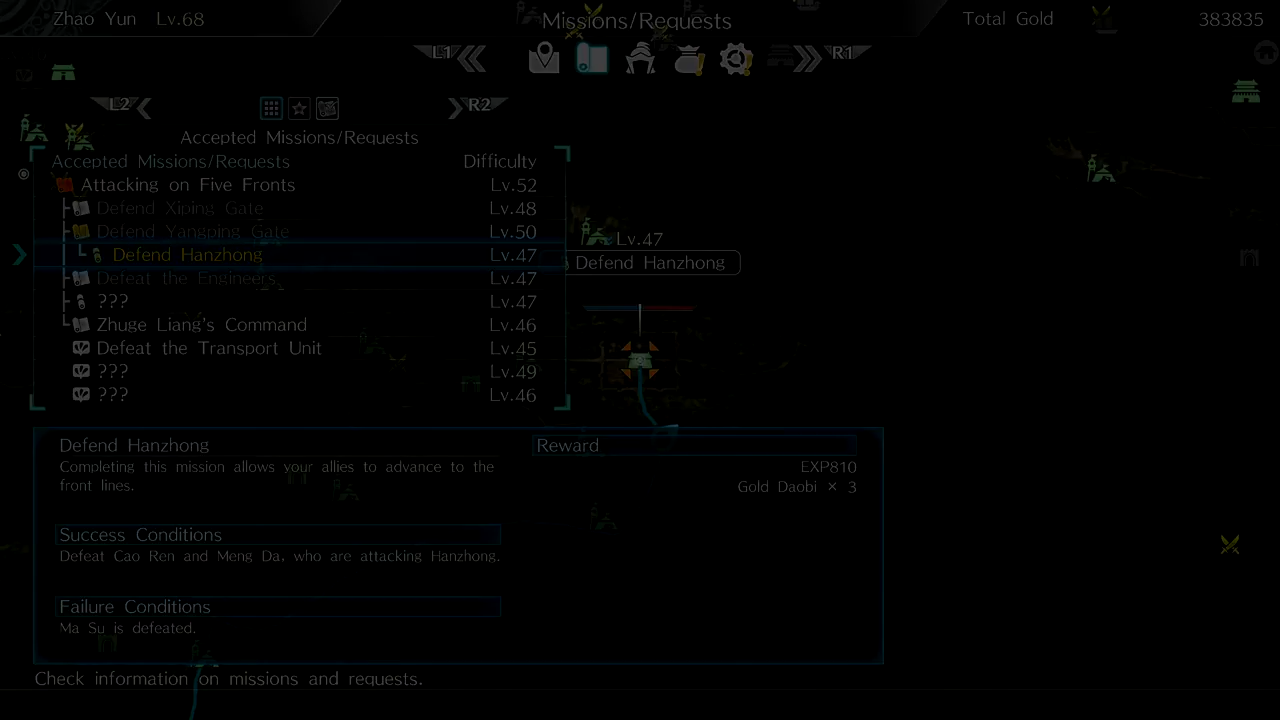 Zhao Yun Lv.68
Missions/Requests
Total Gold 383835
L1 R1
L2 R2
Accepted Missions/Requests
Accepted Missions/Requests Difficulty
Attacking on Five Fronts Lv.52
Defend Xiping Gate Lv.48
Defend Yangping Gate Lv.50
Defend Hanzhong Lv.47
Defeat the Engineers Lv.47
??? Lv.47
Zhuge Liang's Command Lv.46
Defeat the Transport Unit Lv.45
??? Lv.49
??? Lv.46
Lv.47
Defend Hanzhong
Defend Hanzhong
Completing this mission allows your allies to advance to the
front lines.
Reward
EXP810
Gold Daobi × 3
Success Conditions
Defeat Cao Ren and Meng Da, who are attacking Hanzhong.
Failure Conditions
Ma Su is defeated.
Check information on missions and requests.